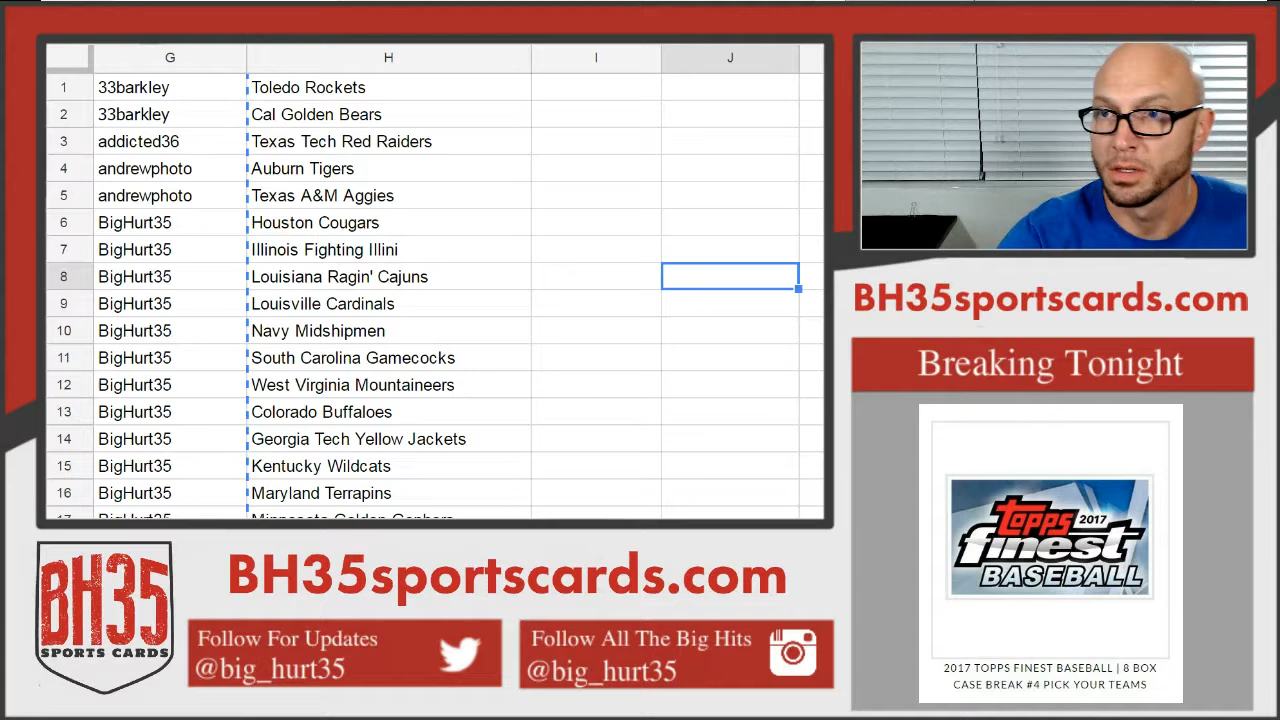 G H I J
1 33barkley Toledo Rockets
2 33barkley Cal Golden Bears
3 addicted36 Texas Tech Red Raiders
4 andrewphoto Auburn Tigers
5 andrewphoto Texas A&M Aggies
6 BigHurt35 Houston Cougars
7 BigHurt35 Illinois Fighting Illini
8 BigHurt35 Louisiana Ragin' Cajuns
9 BigHurt35 Louisville Cardinals
10 BigHurt35 Navy Midshipmen
11 BigHurt35 South Carolina Gamecocks
12 BigHurt35 West Virginia Mountaineers
13 BigHurt35 Colorado Buffaloes
14 BigHurt35 Georgia Tech Yellow Jackets
15 BigHurt35 Kentucky Wildcats
16 BigHurt35 Maryland Terrapins
BH35sportscards.com
Breaking Tonight
topps 2017
finest
BASEBALL
2017 TOPPS FINEST BASEBALL | 8 BOX
CASE BREAK #4 PICK YOUR TEAMS
BH35
SPORTS CARDS
BH35sportscards.com
Follow For Updates
@big_hurt35
Follow All The Big Hits
@big_hurt35